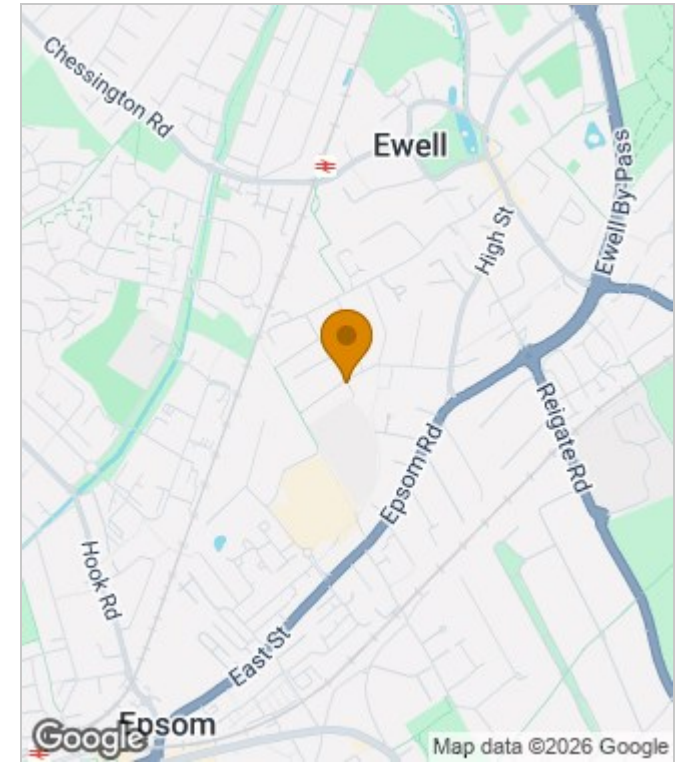 Chessington Rd
Ewell
Ewell By Pass
High St
Epsom Rd
Reigate Rd
Hook Rd
East St
Epsom
Google
Map data ©2026 Google